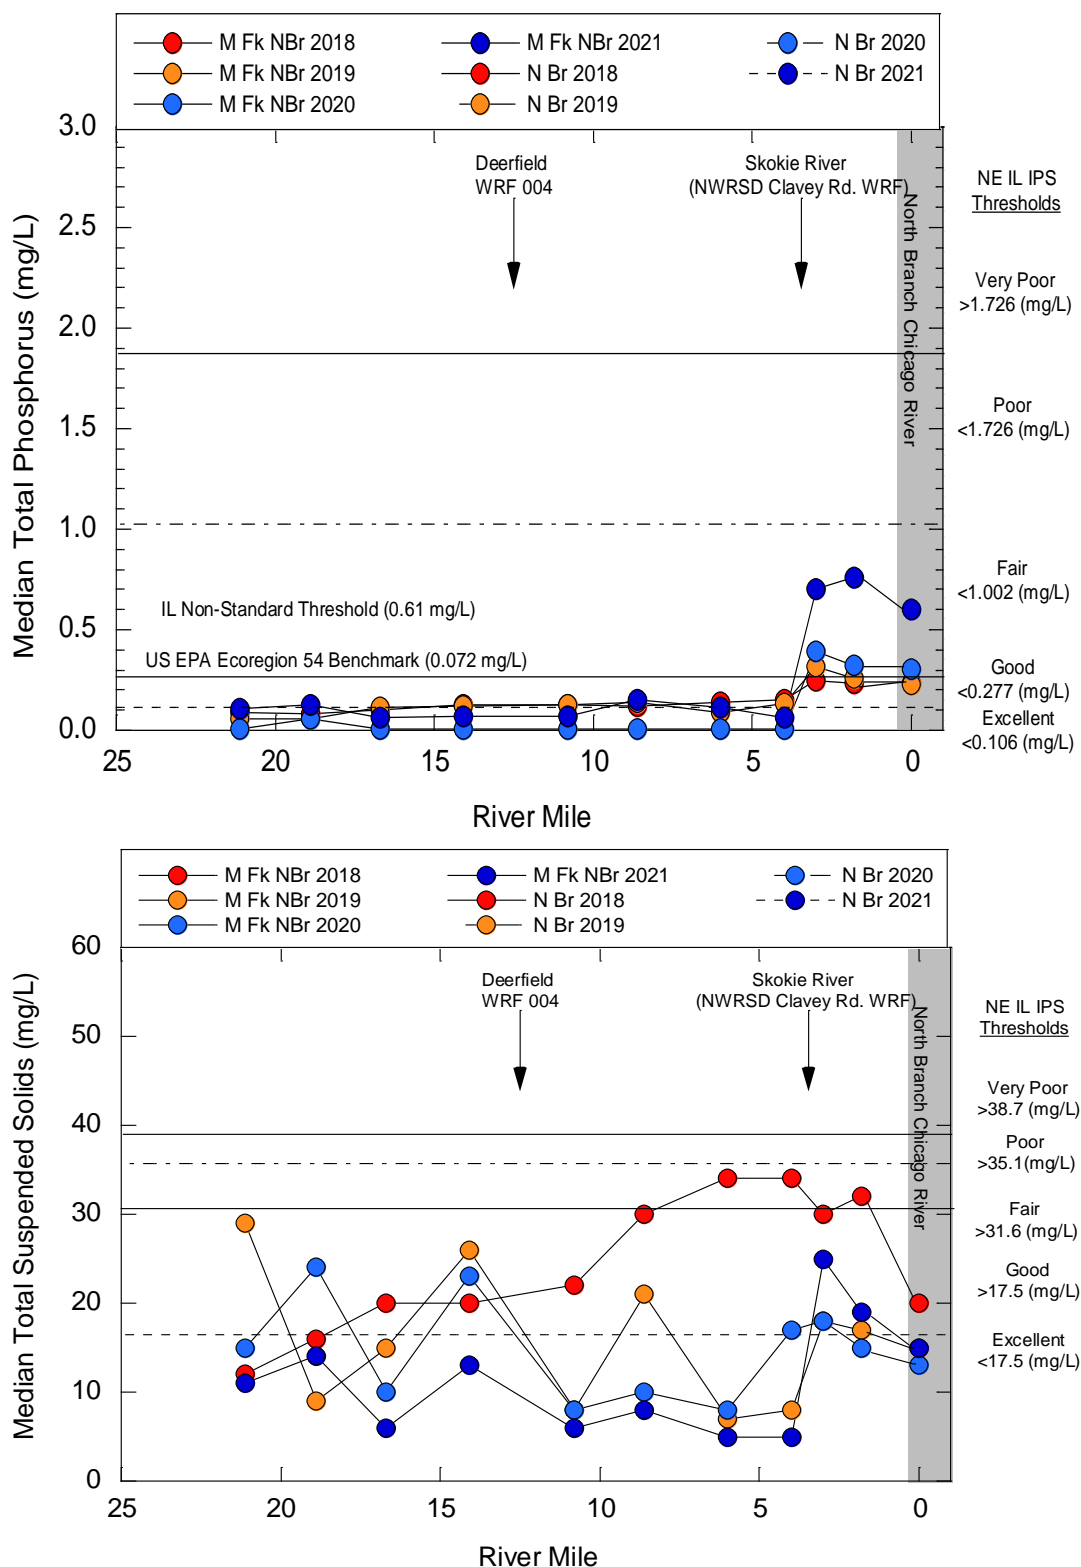 M Fk NBr 2018
M Fk NBr 2021
N Br 2020
M Fk NBr 2019
N Br 2018
N Br 2021
M Fk NBr 2020
N Br 2019
Median Total Phosphorus (mg/L)
3.0
2.5
2.0
1.5
1.0
0.5
0.0
Deerfield
WRF 004
Skokie River
(NWRSD Clavey Rd. WRF)
North Branch Chicago River
NE IL IPS
Thresholds
Very Poor
>1.726 (mg/L)
Poor
<1.726 (mg/L)
Fair
<1.002 (mg/L)
Good
<0.277 (mg/L)
Excellent
<0.106 (mg/L)
IL Non-Standard Threshold (0.61 mg/L)
US EPA Ecoregion 54 Benchmark (0.072 mg/L)
25 20 15 10 5 0
River Mile
M Fk NBr 2018
M Fk NBr 2021
N Br 2020
M Fk NBr 2019
N Br 2018
N Br 2021
M Fk NBr 2020
N Br 2019
Median Total Suspended Solids (mg/L)
60
50
40
30
20
10
0
Deerfield
WRF 004
Skokie River
(NWRSD Clavey Rd. WRF)
North Branch Chicago River
NE IL IPS
Thresholds
Very Poor
>38.7 (mg/L)
Poor
>35.1(mg/L)
Fair
>31.6 (mg/L)
Good
>17.5 (mg/L)
Excellent
<17.5 (mg/L)
25 20 15 10 5 0
River Mile